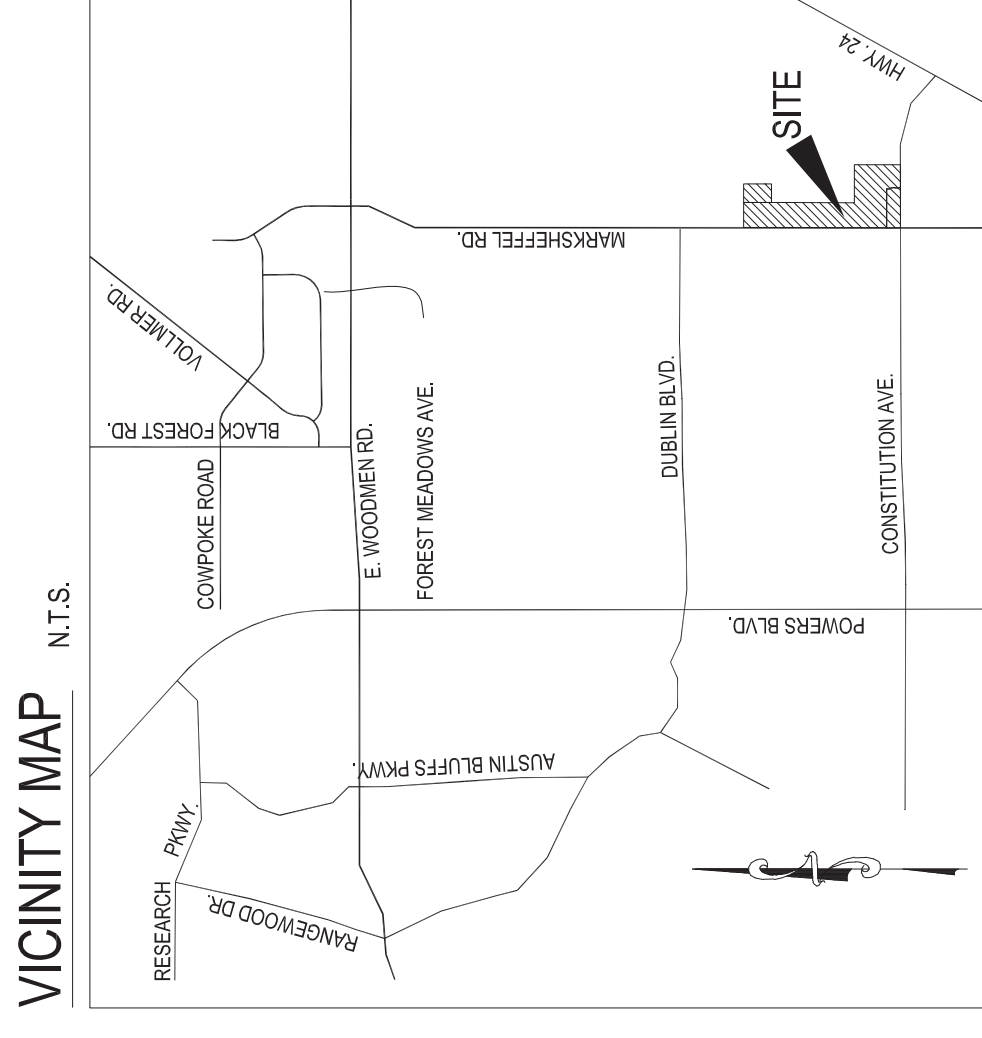 VICINITY MAP
N.T.S.
HWY. 24
SITE
MARKSHEFFEL RD.
VOLLMER RD.
BLACK FOREST RD.
COWPOKE ROAD
E. WOODMEN RD.
FOREST MEADOWS AVE.
DUBLIN BLVD.
CONSTITUTION AVE.
POWERS BLVD.
AUSTIN BLUFFS PKWY.
RESEARCH PKWY.
RANGEWOOD DR.
N